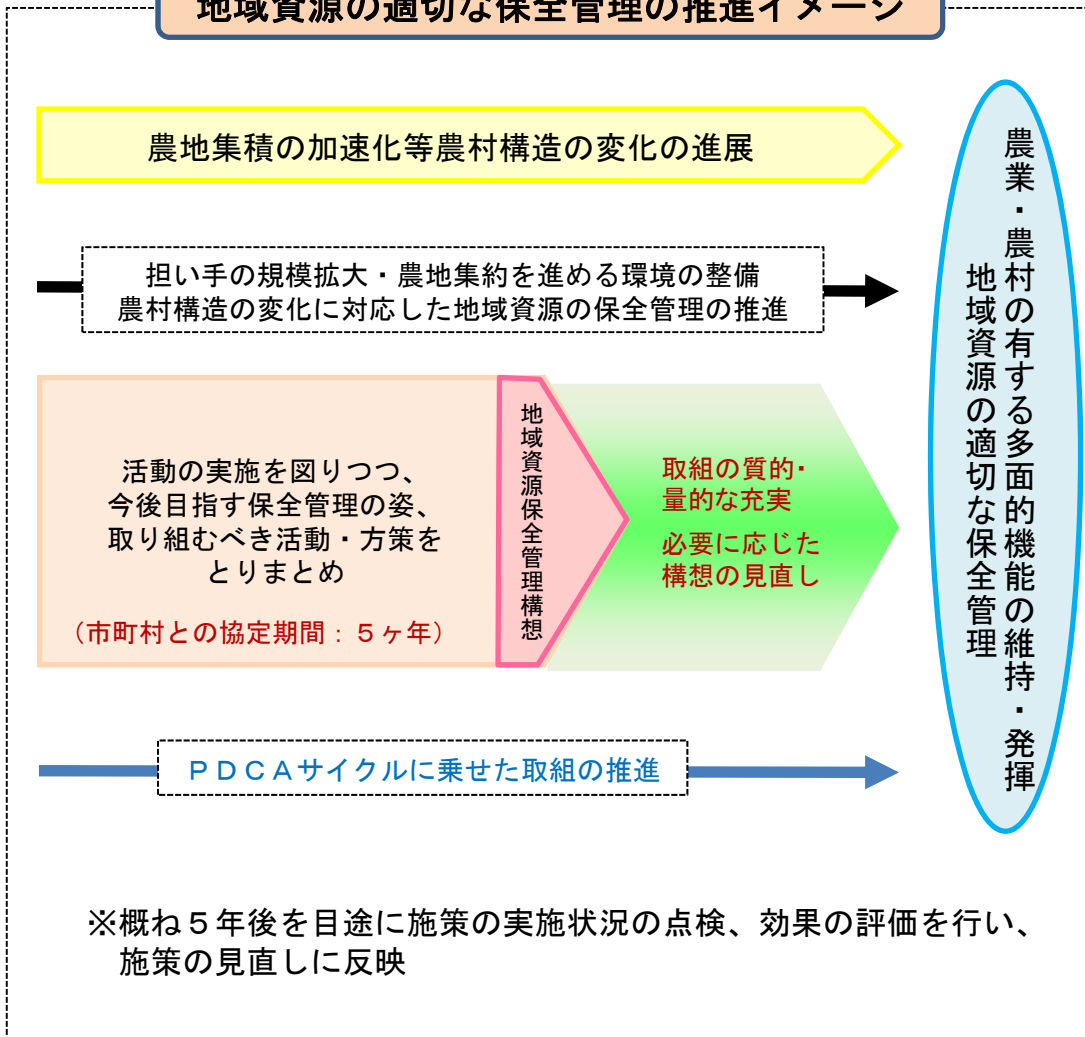 地域資源の適切な保全管理の推進イメージ
農地集積の加速化等農村構造の変化の進展
担い手の規模拡大・農地集約を進める環境の整備
農村構造の変化に対応した地域資源の保全管理の推進
活動の実施を図りつつ、
今後目指す保全管理の姿、
取り組むべき活動・方策を
とりまとめ
（市町村との協定期間：５ヶ年）
地域資源保全管理構想
取組の質的・
量的な充実
必要に応じた
構想の見直し
農業・農村の有する多面的機能の維持・発揮
地域資源の適切な保全管理
ＰＤＣＡサイクルに乗せた取組の推進
※概ね５年後を目途に施策の実施状況の点検、効果の評価を行い、
施策の見直しに反映